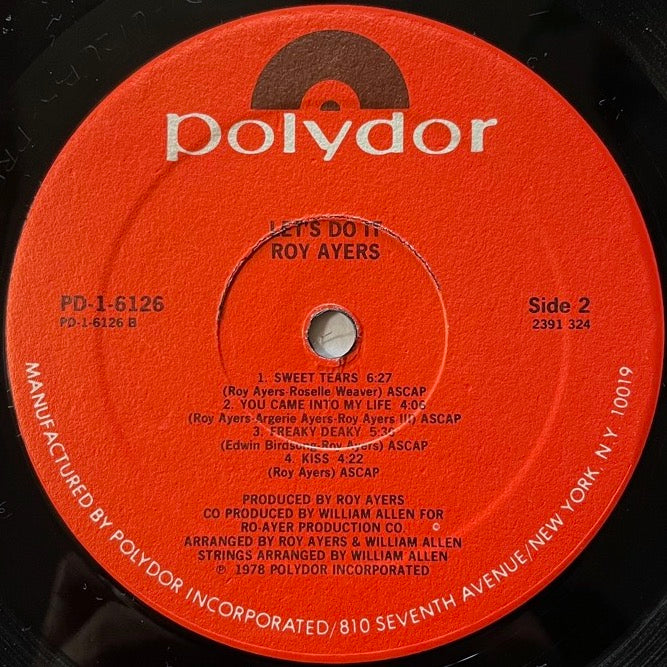 polydor
LET'S DO IT
ROY AYERS
PD-1-6126
PD-1-6126 B
Side 2
2391 324
1. SWEET TEARS 6:27
(Roy Ayers-Roselle Weaver) ASCAP
2. YOU CAME INTO MY LIFE 4:06
(Roy Ayers-Argerie Ayers-Roy Ayers III) ASCAP
3. FREAKY DEAKY 5:30
(Edwin Birdsong-Roy Ayers) ASCAP
4. KISS 4:22
(Roy Ayers) ASCAP
PRODUCED BY ROY AYERS
CO PRODUCED BY WILLIAM ALLEN FOR
RO-AYER PRODUCTION CO.
ARRANGED BY ROY AYERS & WILLIAM ALLEN
STRINGS ARRANGED BY WILLIAM ALLEN
℗ 1978 POLYDOR INCORPORATED
MANUFACTURED BY POLYDOR INCORPORATED/810 SEVENTH AVENUE/NEW YORK. N.Y. 10019